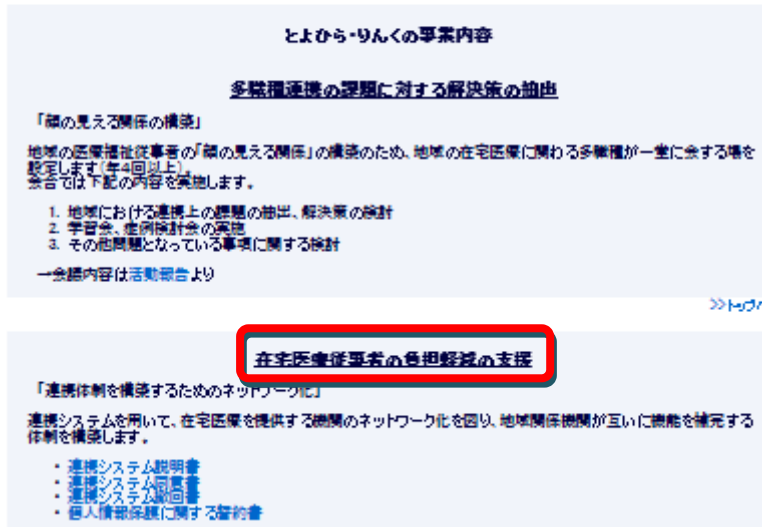 とよひら・りんくの事業内容
多職種連携の課題に対する解決策の抽出
「顔の見える関係の構築」
地域の医療福祉従事者の「顔の見える関係」の構築のため、地域の在宅医療に関わる多職種が一堂に会する場を
設定します(年4回以上)。
会合では下記の内容を実施します。
1. 地域における連携上の課題の抽出、解決策の検討
2. 学習会、症例検討会の実施
3. その他問題となっている事項に関する検討
→会議内容は活動報告より
>>トップへ
在宅医療従事者の負担軽減の支援
「連携体制を構築するためのネットワーク化」
連携システムを用いて、在宅医療を提供する機関のネットワーク化を図り、地域関係機関が互いに機能を補完する
体制を構築します。
・連携システム説明書
・連携システム同意書
・連携システム撤回書
・個人情報保護に関する誓約書